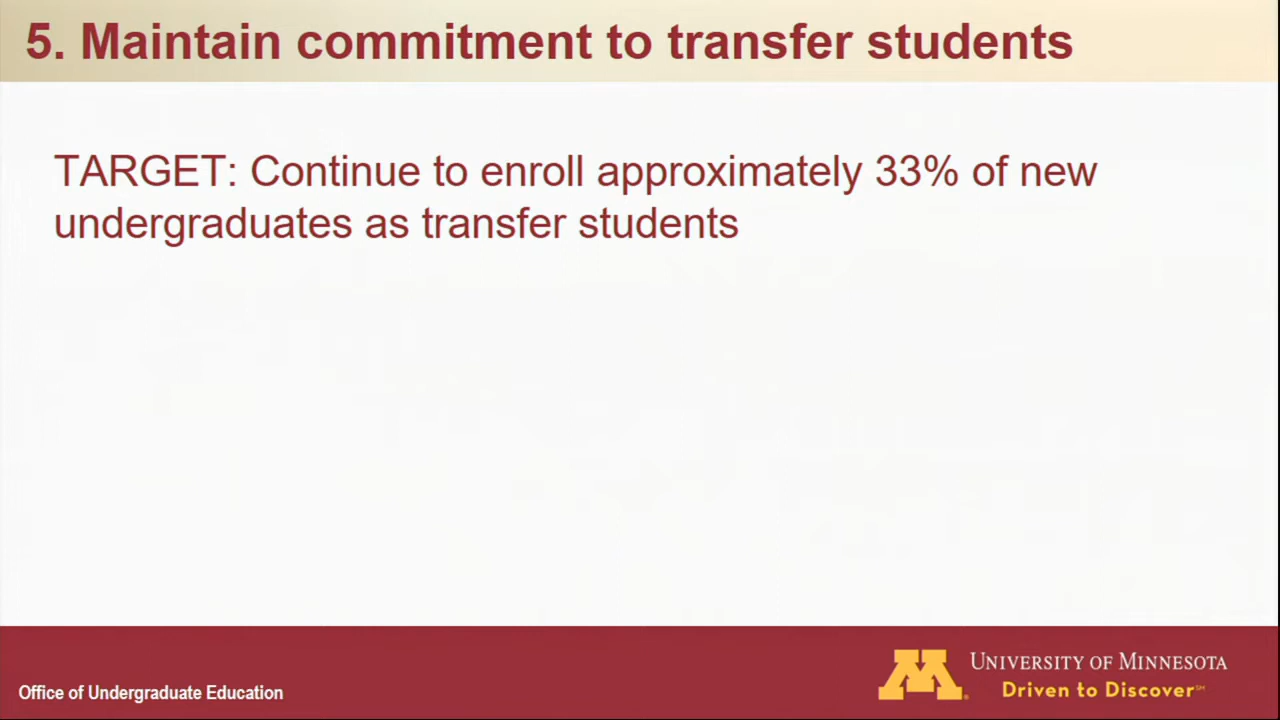 5. Maintain commitment to transfer students
TARGET: Continue to enroll approximately 33% of new
undergraduates as transfer students
Office of Undergraduate Education
M®
UNIVERSITY OF MINNESOTA
Driven to Discover℠